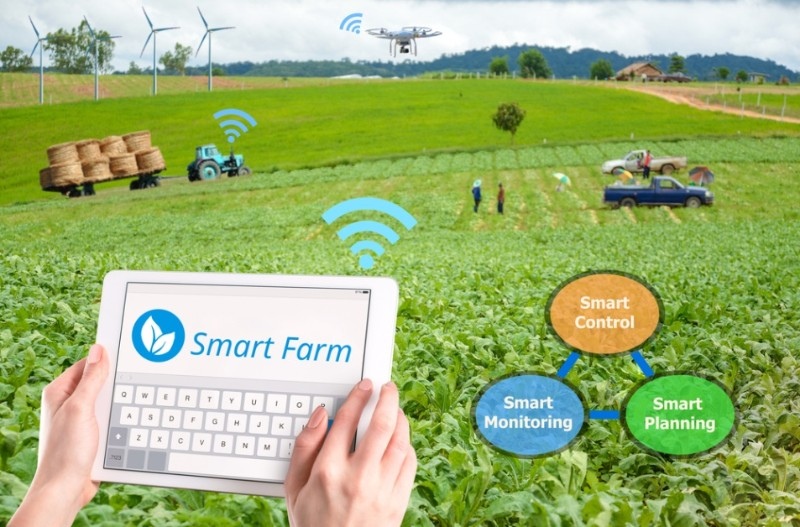 Smart Farm
Q W E R T Y U I O
A S D F G H J K
Z X C V B N M
Smart
Control
Smart
Monitoring
Smart
Planning